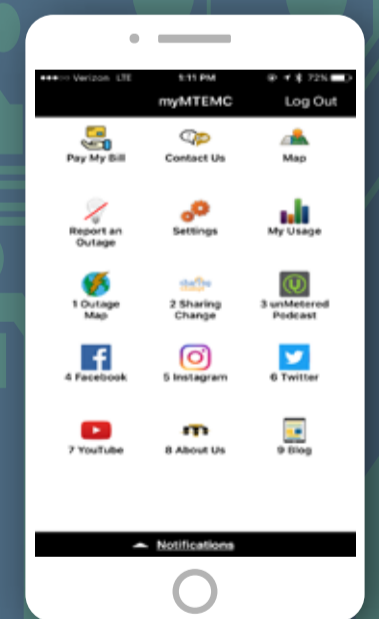 Verizon LTE 1:11 PM 72%
myMTEMC Log Out
Pay My Bill Contact Us Map
Report an Outage Settings My Usage
1 Outage Map 2 Sharing Change 3 unMetered Podcast
4 Facebook 5 Instagram 6 Twitter
7 YouTube 8 About Us 9 Blog
Notifications